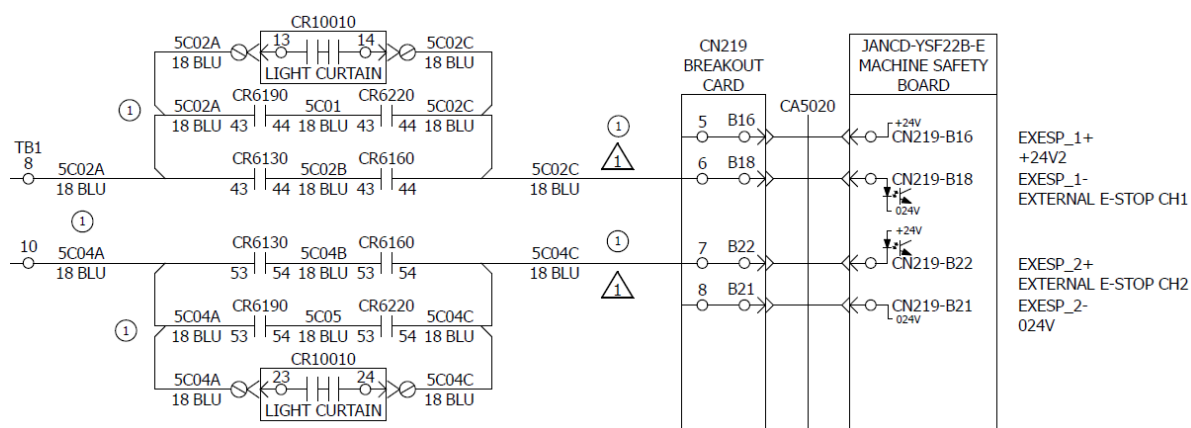 CR10010
5C02A 13 14 5C02C
18 BLU 18 BLU
LIGHT CURTAIN
CN219
BREAKOUT
CARD
JANCD-YSF22B-E
MACHINE SAFETY
BOARD
CA5020
1
5C02A CR6190 5C01 CR6220 5C02C
18 BLU 43 44 18 BLU 43 44 18 BLU
1
5 B16
+24V
CN219-B16
EXESP_1+
+24V2
TB1
8
5C02A
18 BLU
CR6130 5C02B CR6160
43 44 18 BLU 43 44
5C02C
18 BLU
1
6 B18
CN219-B18
024V
EXESP_1-
EXTERNAL E-STOP CH1
1
10
5C04A
18 BLU
CR6130 5C04B CR6160
53 54 18 BLU 53 54
5C04C
18 BLU
1
1
7 B22
+24V
CN219-B22
EXESP_2+
EXTERNAL E-STOP CH2
1
5C04A CR6190 5C05 CR6220 5C04C
18 BLU 53 54 18 BLU 53 54 18 BLU
8 B21
CN219-B21
024V
EXESP_2-
024V
CR10010
5C04A 23 24 5C04C
18 BLU 18 BLU
LIGHT CURTAIN